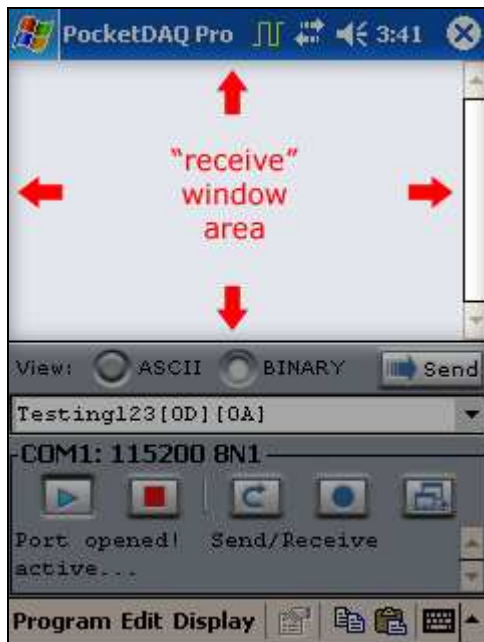 PocketDAQ Pro 3:41
“receive”
window
area
View: ASCII BINARY Send
Testing123[0D][0A]
COM1: 115200 8N1
Port opened! Send/Receive
active...
Program Edit Display